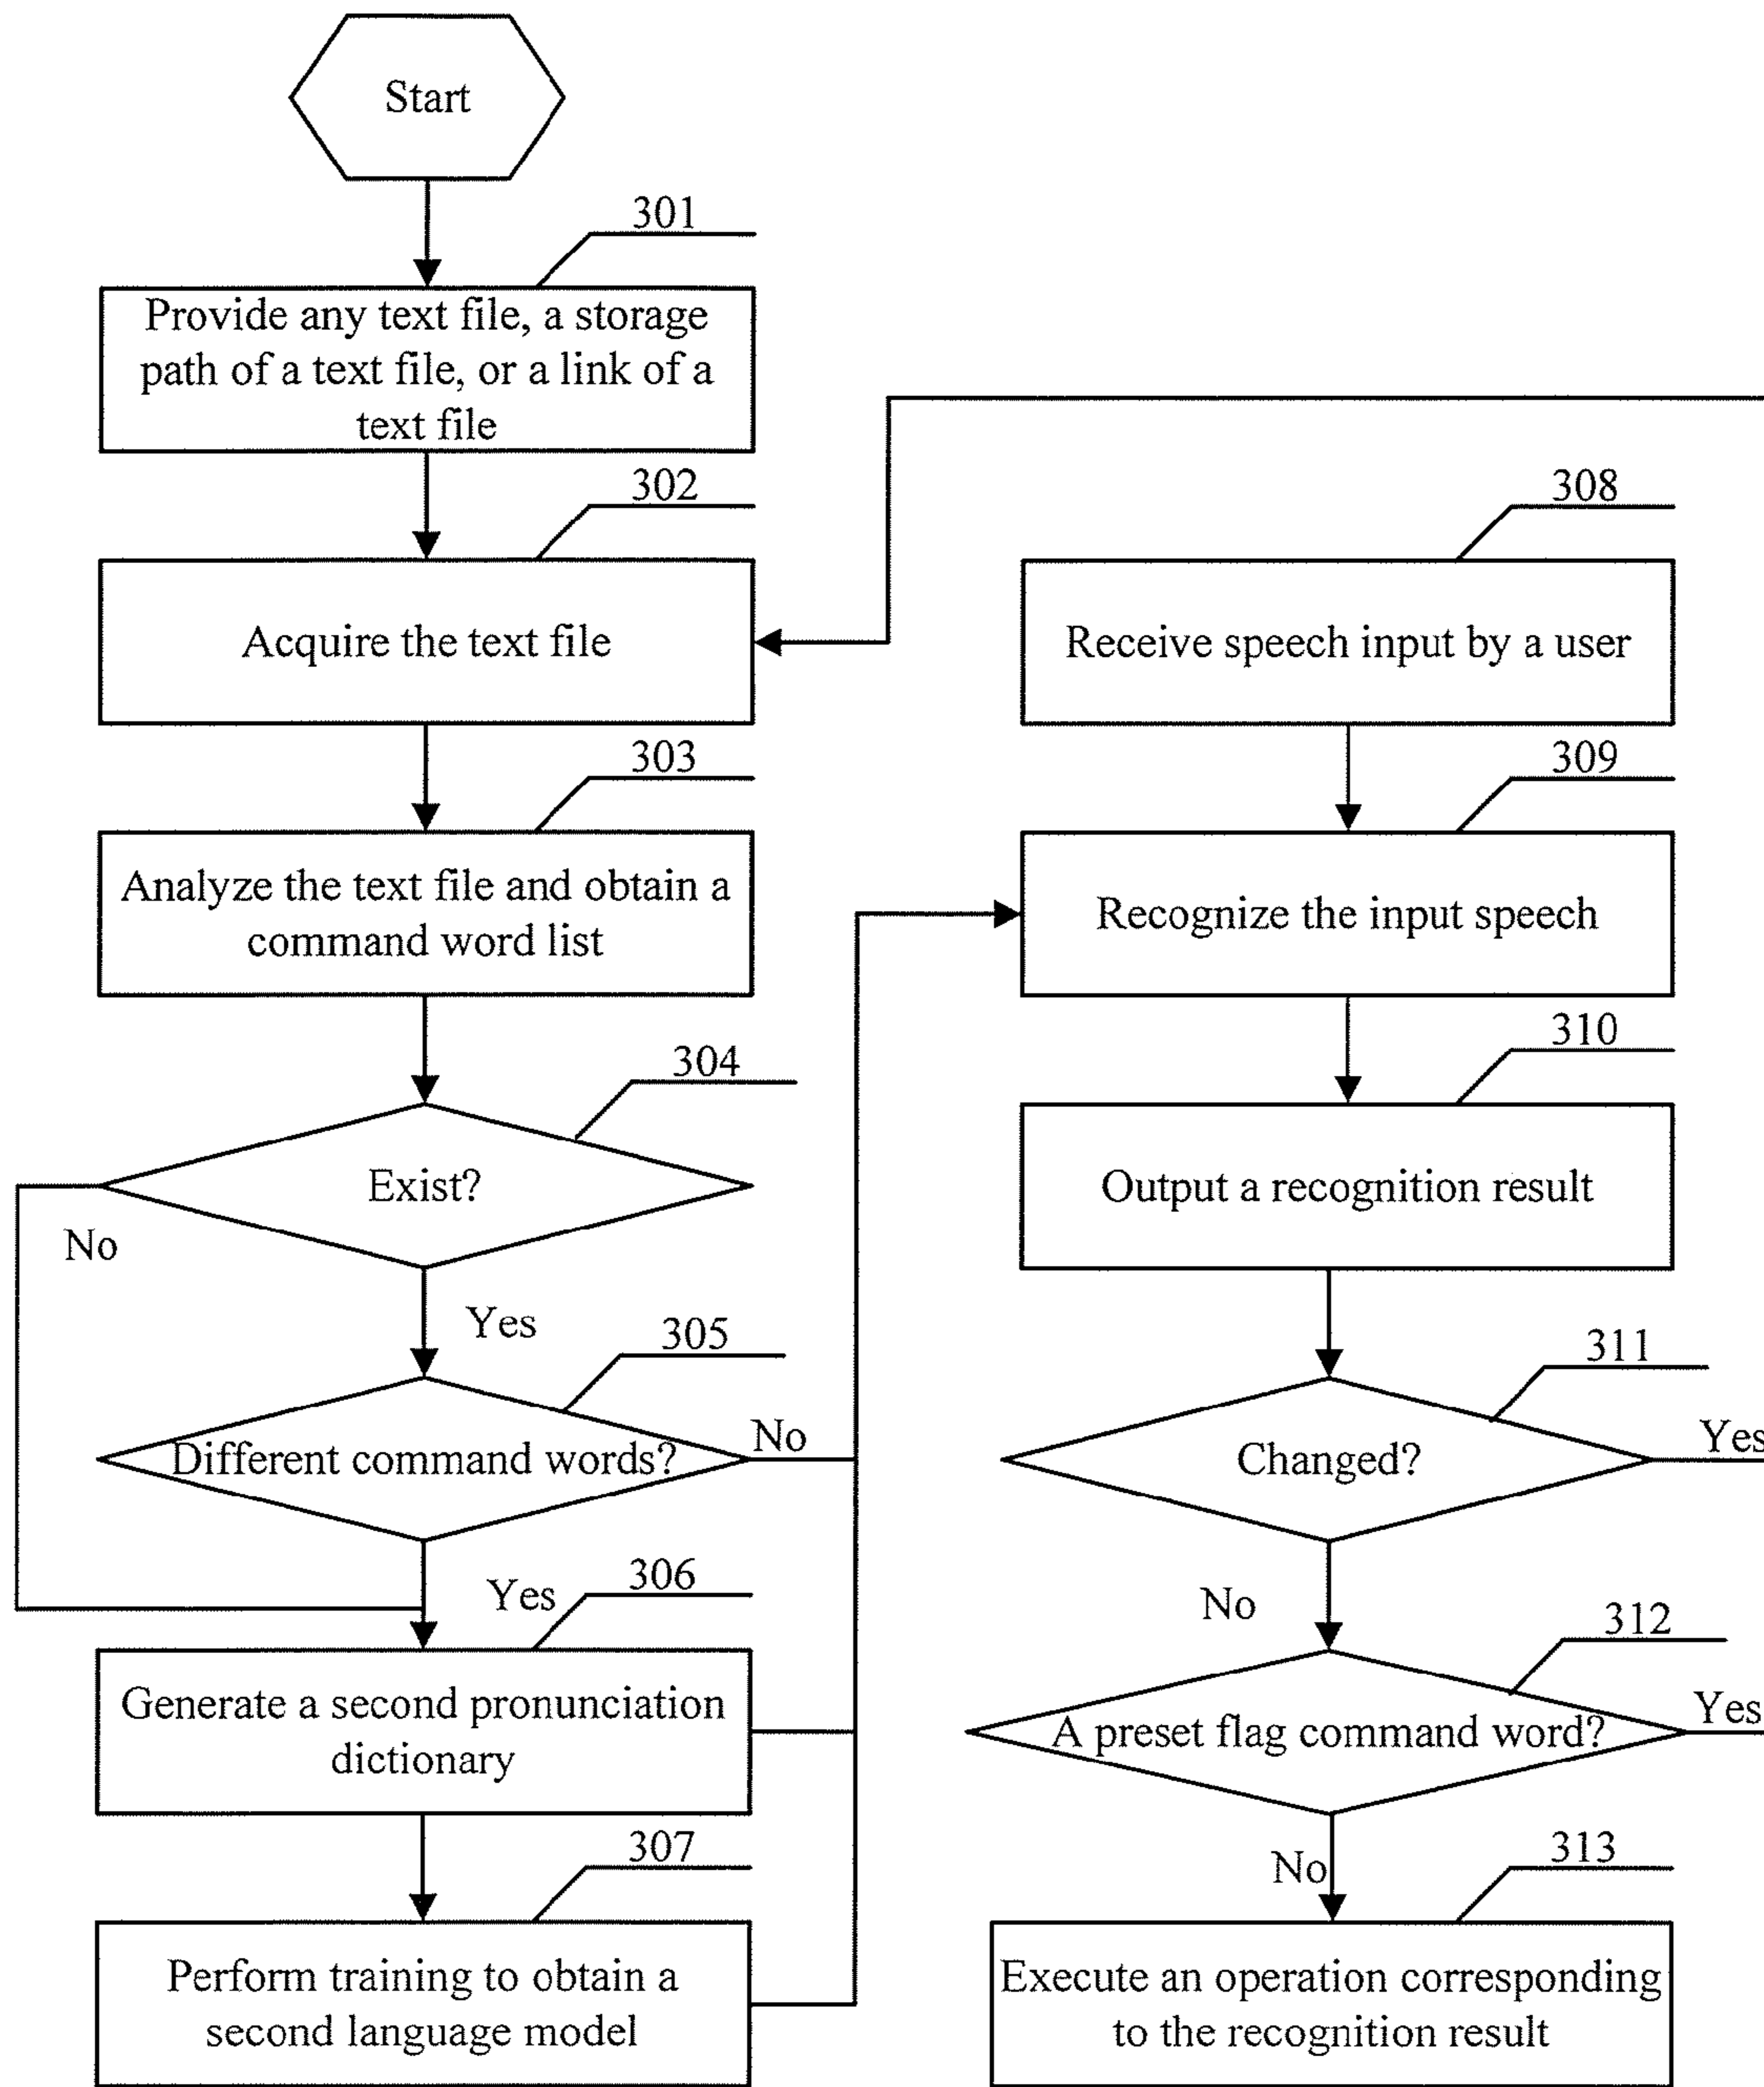 Start
301
Provide any text file, a storage
path of a text file, or a link of a
text file
302
Acquire the text file
303
Analyze the text file and obtain a
command word list
304
Exist?
No
Yes
305
Different command words?
No
Yes
306
Generate a second pronunciation
dictionary
307
Perform training to obtain a
second language model
308
Receive speech input by a user
309
Recognize the input speech
310
Output a recognition result
311
Changed?
Yes
No
312
A preset flag command word?
Yes
No
313
Execute an operation corresponding
to the recognition result